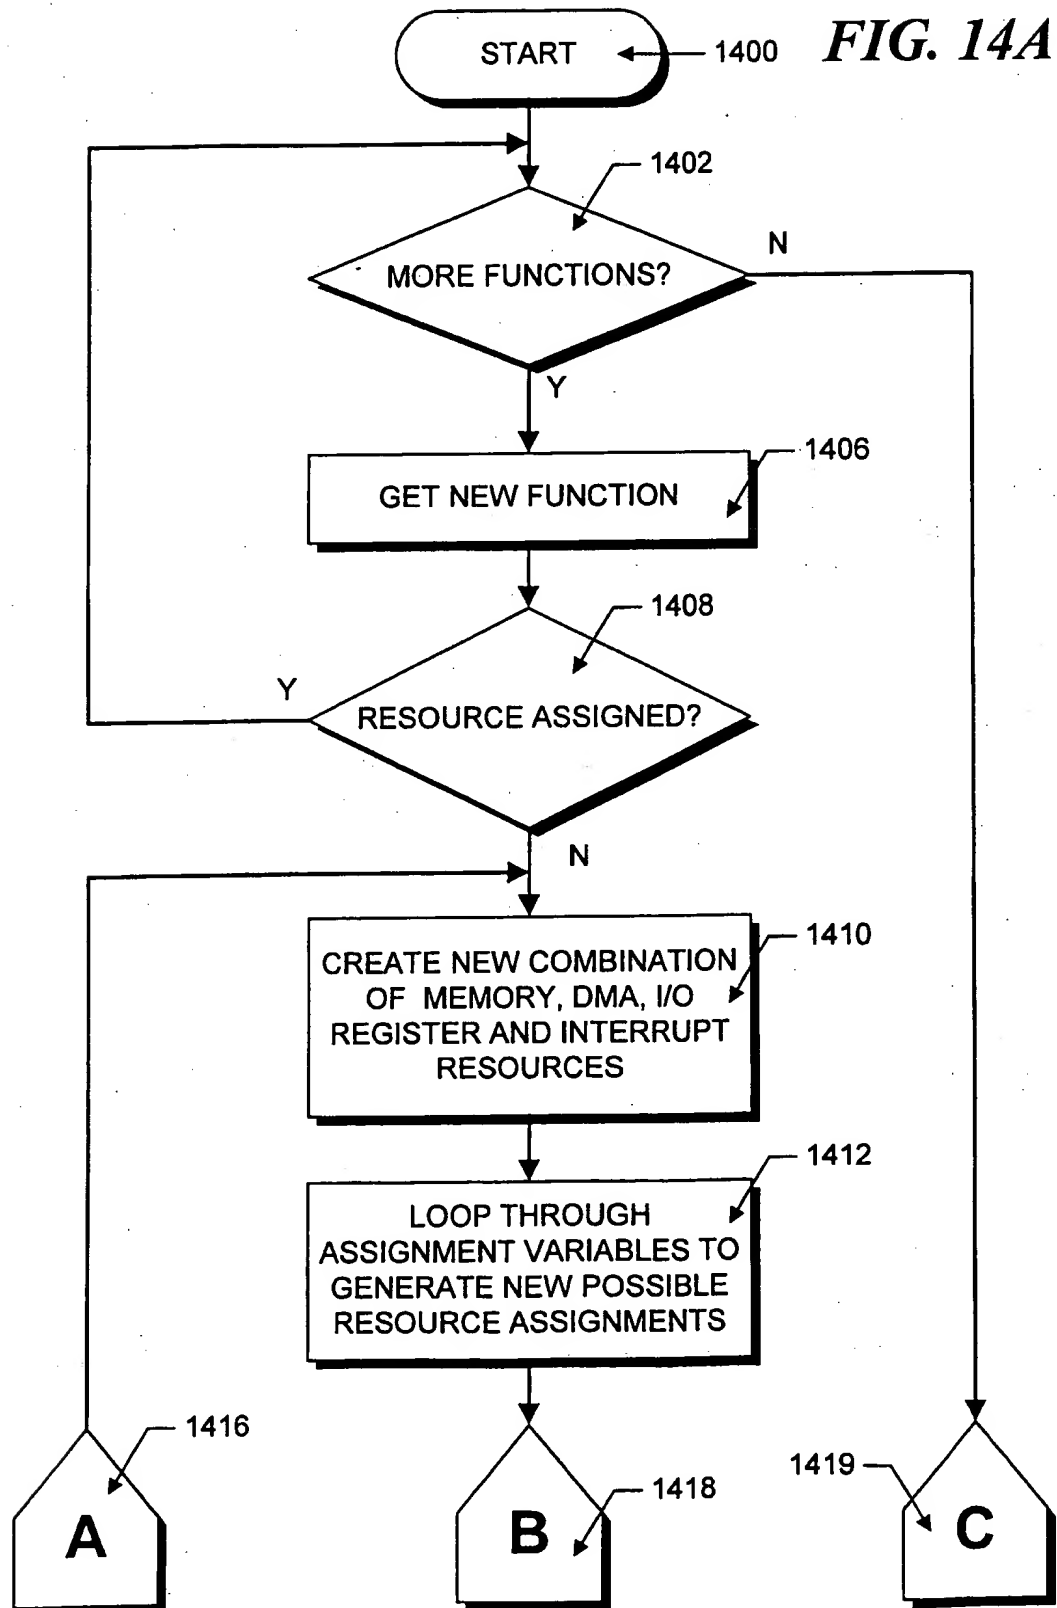 FIG. 14A
START
1400
1402
MORE FUNCTIONS?
N
Y
1406
GET NEW FUNCTION
1408
Y
RESOURCE ASSIGNED?
N
1410
CREATE NEW COMBINATION
OF MEMORY, DMA, I/O
REGISTER AND INTERRUPT
RESOURCES
1412
LOOP THROUGH
ASSIGNMENT VARIABLES TO
GENERATE NEW POSSIBLE
RESOURCE ASSIGNMENTS
1416
A
1418
B
1419
C